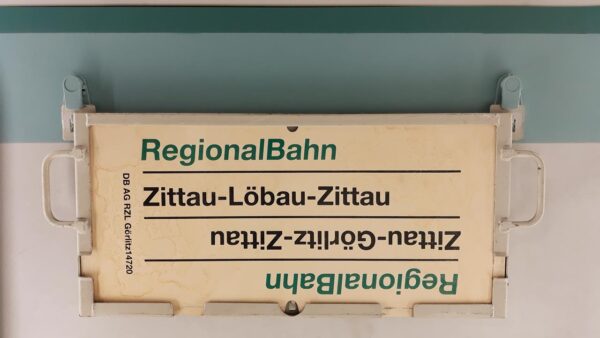 RegionalBahn
Zittau-Löbau-Zittau
Zittau-Görlitz-Zittau
RegionalBahn
DB AG RZL Görlitz14720